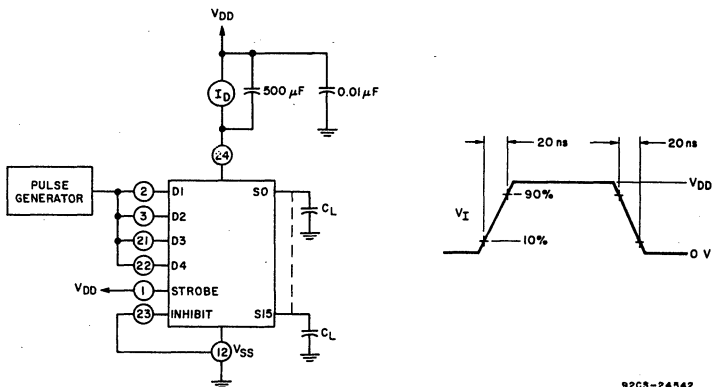 VDD
ID
500 µF
0.01 µF
24
PULSE
GENERATOR
2
D1
S0
3
D2
CL
21
D3
22
D4
VDD
1
STROBE
23
INHIBIT
S15
CL
12
VSS
20 ns
20 ns
VDD
VI
90%
10%
0 V
92CS-24542